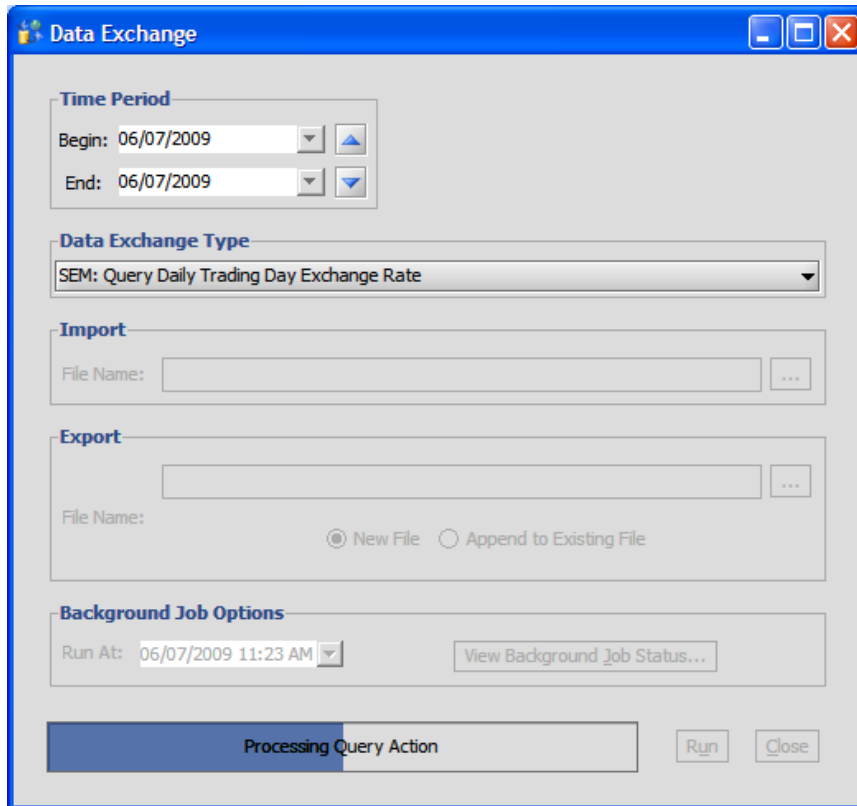 Data Exchange
Time Period
Begin: 06/07/2009
End: 06/07/2009
Data Exchange Type
SEM: Query Daily Trading Day Exchange Rate
Import
File Name:
...
Export
...
File Name:
New File Append to Existing File
Background Job Options
Run At: 06/07/2009 11:23 AM View Background Job Status...
Processing Query Action Run Close